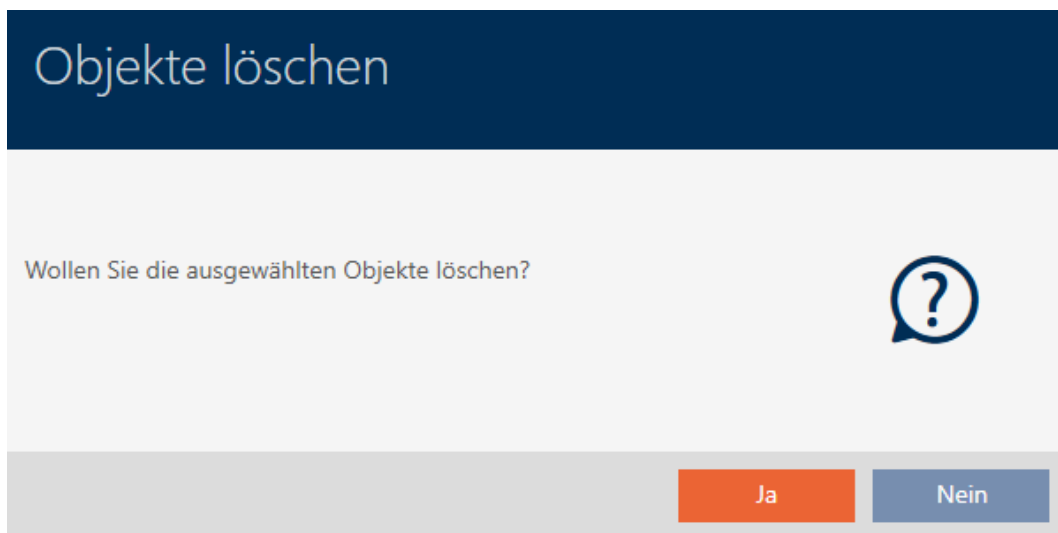 Objekte löschen
Wollen Sie die ausgewählten Objekte löschen?
?
Ja
Nein